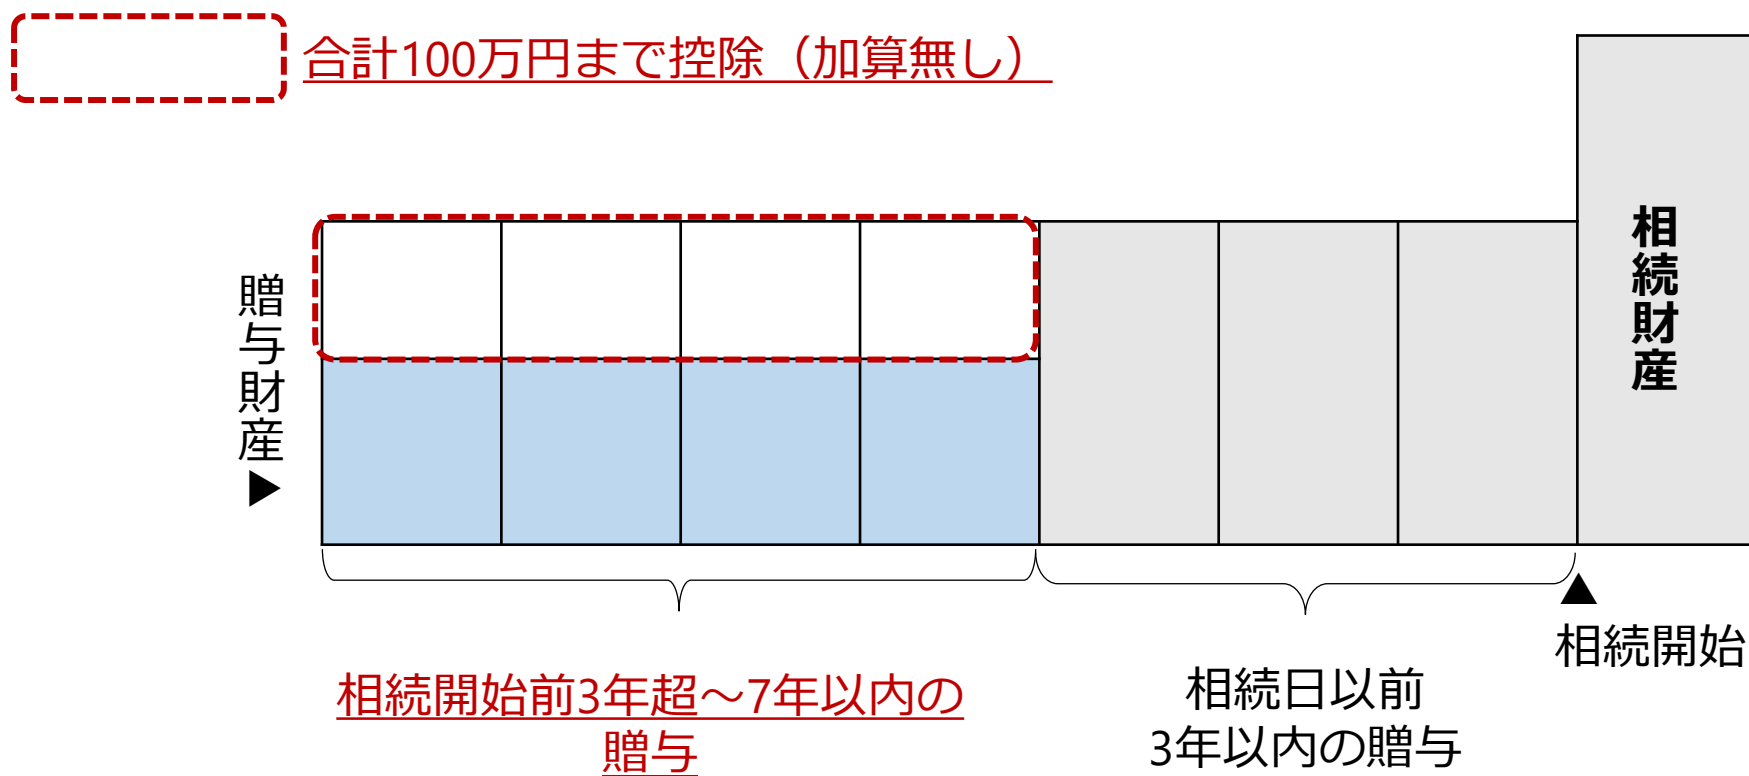 合計100万円まで控除（加算無し）
贈与財産▶
相続財産
▲
相続開始
相続開始前3年超～7年以内の
贈与
相続日以前
3年以内の贈与